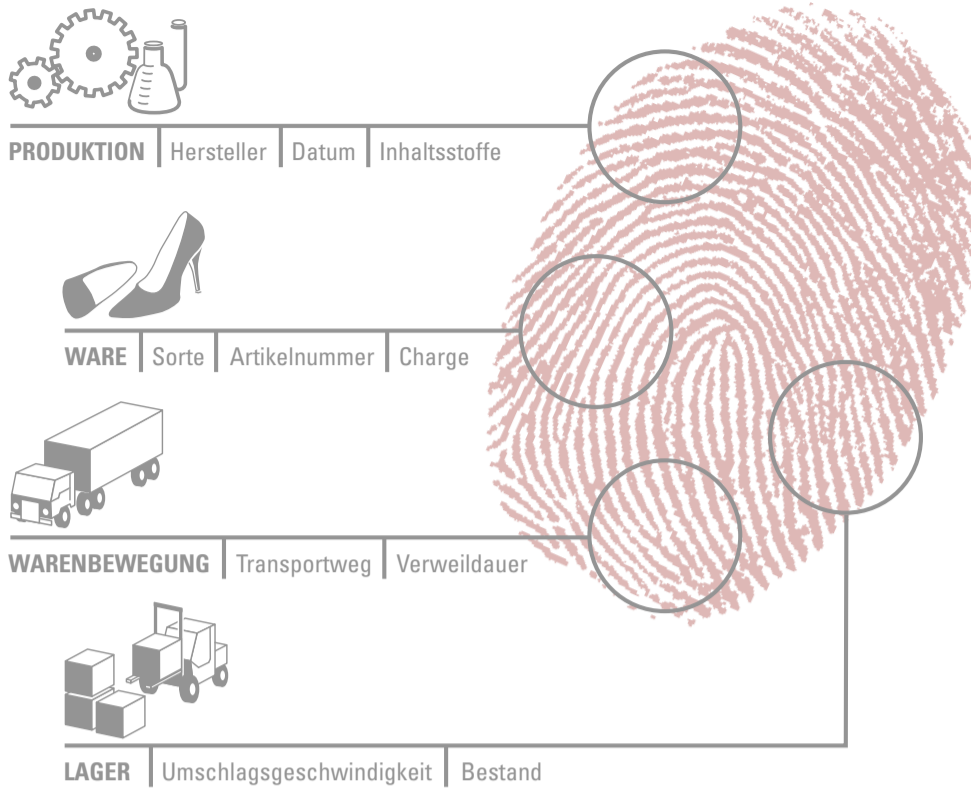 PRODUKTION Hersteller Datum Inhaltsstoffe
WARE Sorte Artikelnummer Charge
WARENBEWEGUNG Transportweg Verweildauer
LAGER Umschlagsgeschwindigkeit Bestand